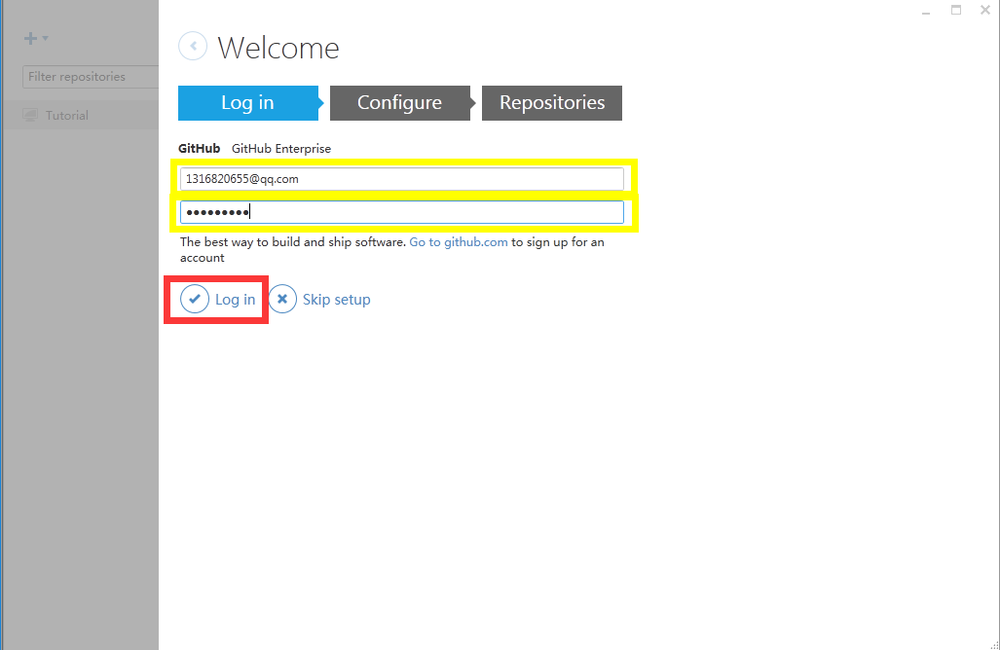 Filter repositories
Tutorial
Welcome
Log in Configure Repositories
GitHub GitHub Enterprise
1316820655@qq.com
•••••••••
The best way to build and ship software. Go to github.com to sign up for an
account
Log in Skip setup